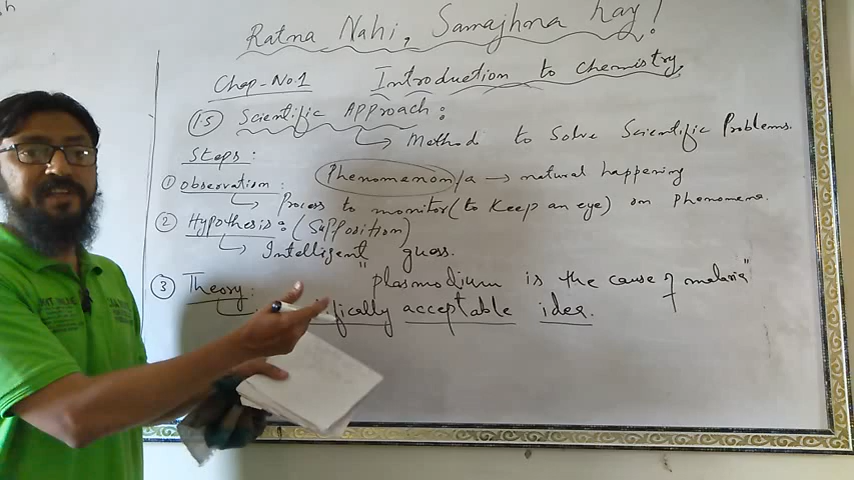 Ratna Nahi, Samajhna hay!
Chap-No.1 Introduction to Chemistry.
1.5 Scientific Approach:
Method to Solve Scientific Problems.
Steps:
Phenomenon/a → natural happening
① Observation:
Process to monitor (to keep an eye) on Phenomena.
② Hypothesis: (Supposition)
Intelligent guess.
③ Theory: "plasmodium is the cause of malaria"
acceptable idea.